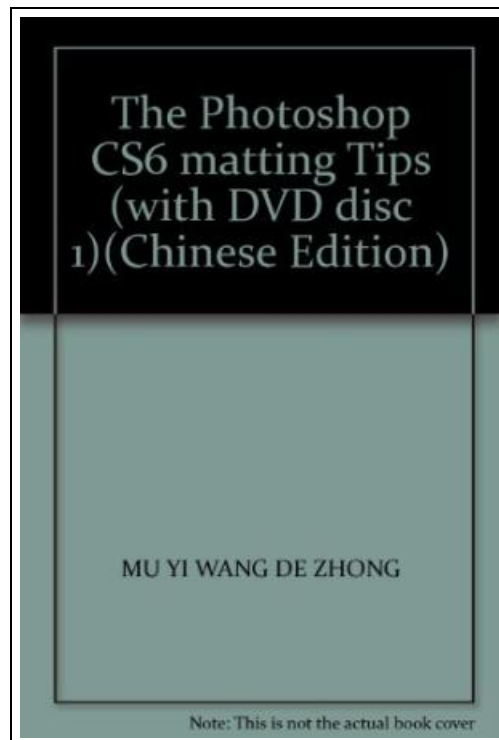 The Photoshop
CS6 matting Tips
(with DVD disc
1)(Chinese Edition)
MU YI WANG DE ZHONG
Note: This is not the actual book cover